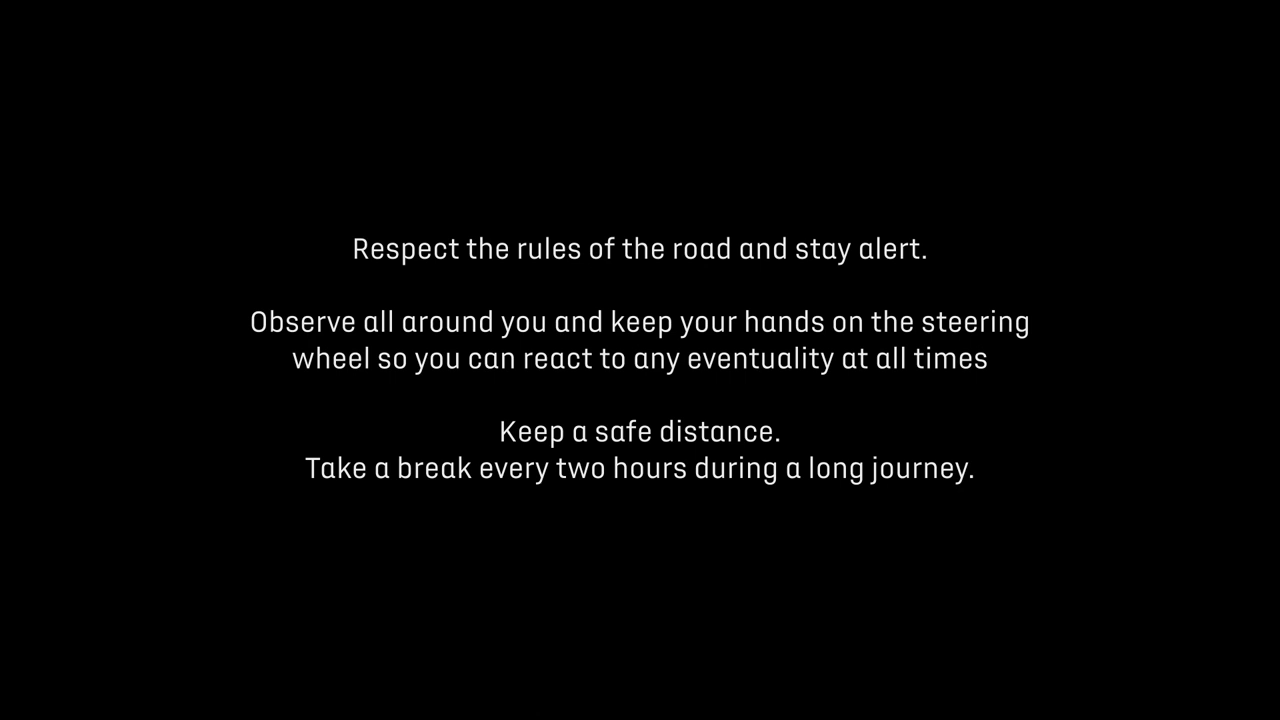 Respect the rules of the road and stay alert.
Observe all around you and keep your hands on the steering
wheel so you can react to any eventuality at all times
Keep a safe distance.
Take a break every two hours during a long journey.